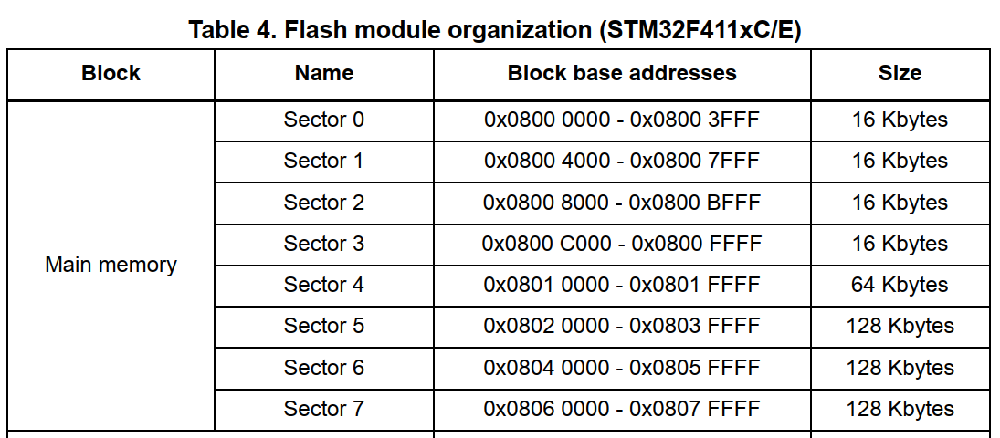 Table 4. Flash module organization (STM32F411xC/E)
Block Name Block base addresses Size
Main memory
Sector 0 0x0800 0000 - 0x0800 3FFF 16 Kbytes
Sector 1 0x0800 4000 - 0x0800 7FFF 16 Kbytes
Sector 2 0x0800 8000 - 0x0800 BFFF 16 Kbytes
Sector 3 0x0800 C000 - 0x0800 FFFF 16 Kbytes
Sector 4 0x0801 0000 - 0x0801 FFFF 64 Kbytes
Sector 5 0x0802 0000 - 0x0803 FFFF 128 Kbytes
Sector 6 0x0804 0000 - 0x0805 FFFF 128 Kbytes
Sector 7 0x0806 0000 - 0x0807 FFFF 128 Kbytes